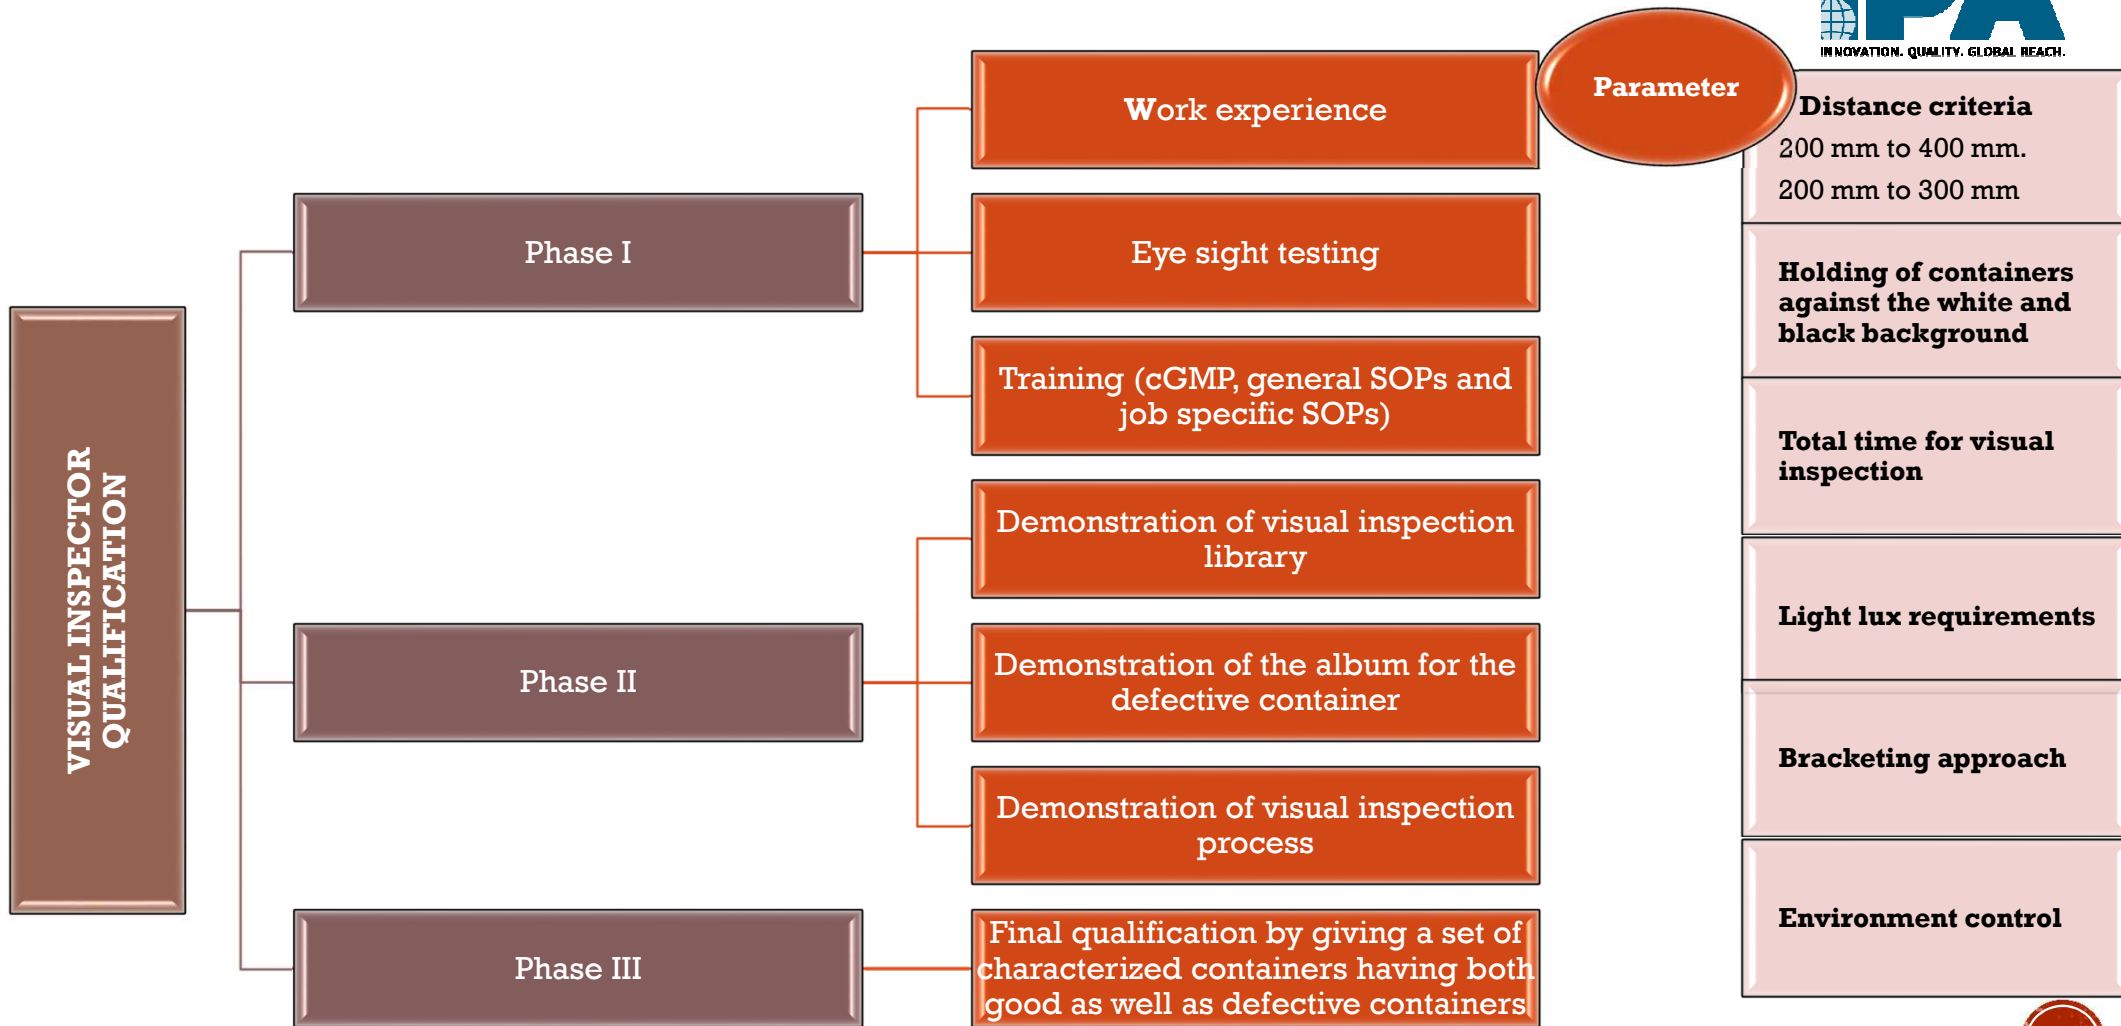 PA
INNOVATION. QUALITY. GLOBAL REACH.
VISUAL INSPECTOR
QUALIFICATION
Phase I
Work experience
Eye sight testing
Training (cGMP, general SOPs and
job specific SOPs)
Phase II
Demonstration of visual inspection
library
Demonstration of the album for the
defective container
Demonstration of visual inspection
process
Phase III
Final qualification by giving a set of
characterized containers having both
good as well as defective containers
Parameter
Distance criteria
200 mm to 400 mm.
200 mm to 300 mm
Holding of containers
against the white and
black background
Total time for visual
inspection
Light lux requirements
Bracketing approach
Environment control